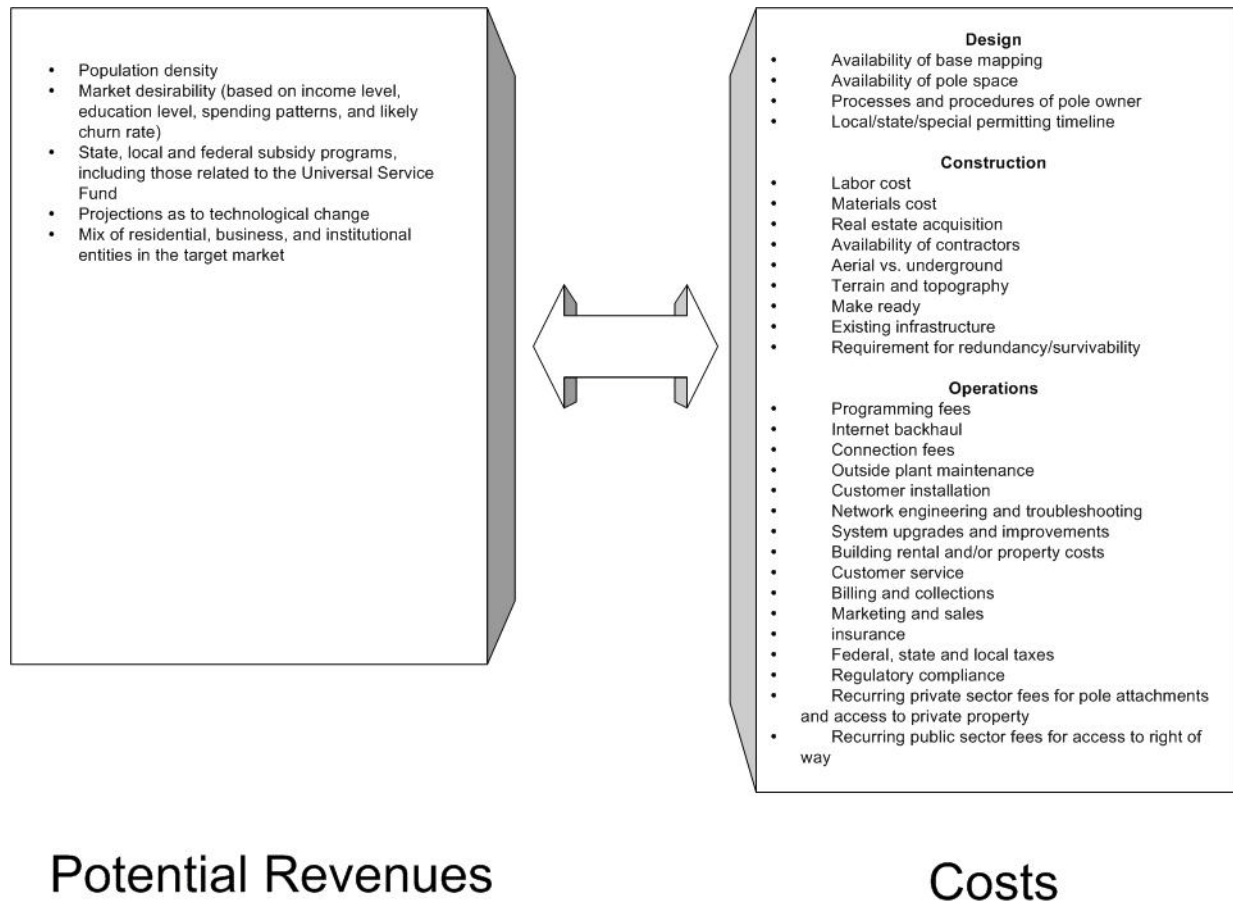 • Population density
• Market desirability (based on income level,
education level, spending patterns, and likely
churn rate)
• State, local and federal subsidy programs,
including those related to the Universal Service
Fund
• Projections as to technological change
• Mix of residential, business, and institutional
entities in the target market
Potential Revenues
Design
• Availability of base mapping
• Availability of pole space
• Processes and procedures of pole owner
• Local/state/special permitting timeline
Construction
• Labor cost
• Materials cost
• Real estate acquisition
• Availability of contractors
• Aerial vs. underground
• Terrain and topography
• Make ready
• Existing infrastructure
• Requirement for redundancy/survivability
Operations
• Programming fees
• Internet backhaul
• Connection fees
• Outside plant maintenance
• Customer installation
• Network engineering and troubleshooting
• System upgrades and improvements
• Building rental and/or property costs
• Customer service
• Billing and collections
• Marketing and sales
• insurance
• Federal, state and local taxes
• Regulatory compliance
• Recurring private sector fees for pole attachments
and access to private property
• Recurring public sector fees for access to right of
way
Costs